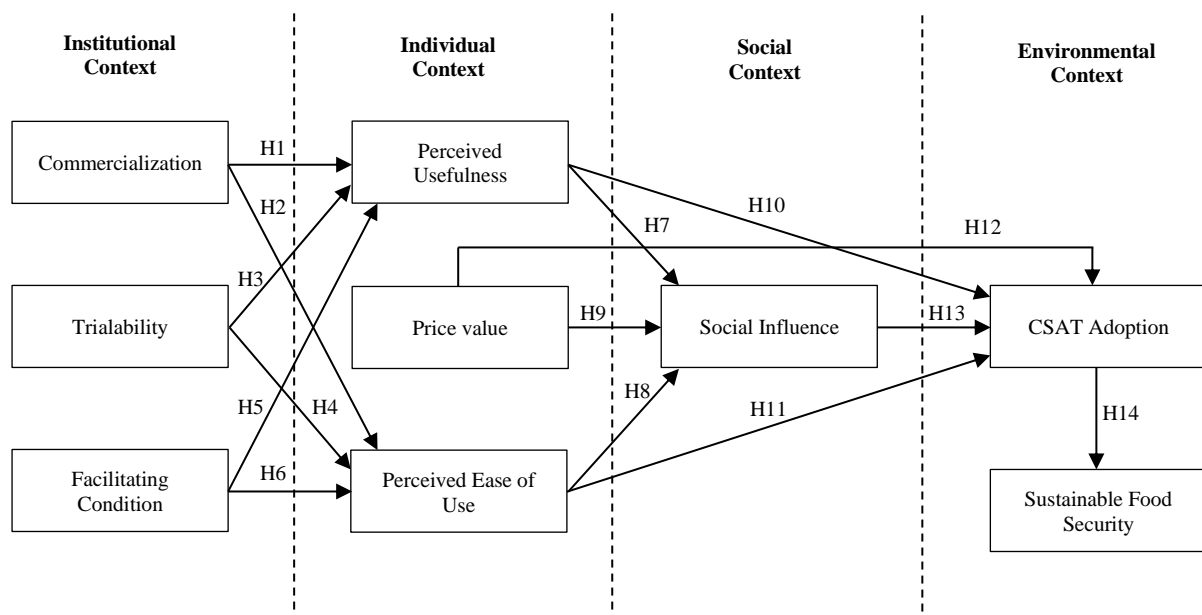 Institutional
Context
Individual
Context
Social
Context
Environmental
Context
Commercialization
H1
Perceived
Usefulness
H2
H10
H7
H12
H3
Trialability
Price value
H9
Social Influence
H13
CSAT Adoption
H5
H4
H8
H11
H14
Facilitating
Condition
H6
Perceived Ease of
Use
Sustainable Food
Security